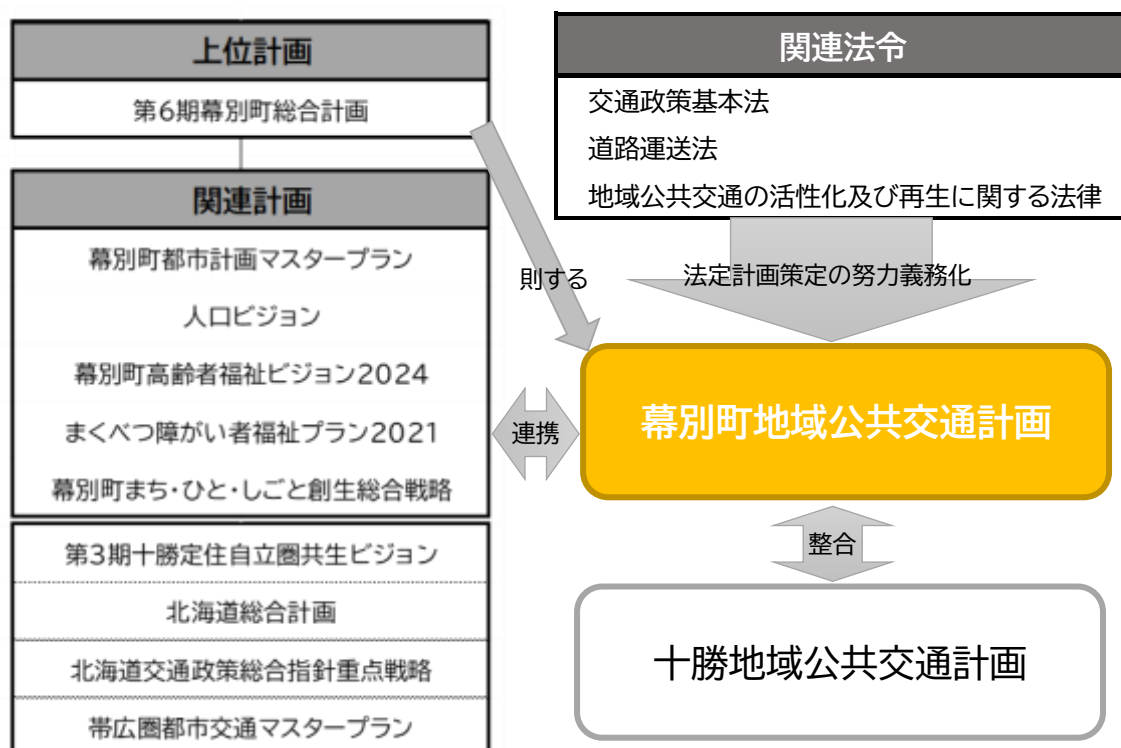 上位計画
第6期幕別町総合計画
関連計画
幕別町都市計画マスタープラン
人口ビジョン
幕別町高齢者福祉ビジョン2024
まくべつ障がい者福祉プラン2021
幕別町まち・ひと・しごと創生総合戦略
第3期十勝定住自立圏共生ビジョン
北海道総合計画
北海道交通政策総合指針重点戦略
帯広圏都市交通マスタープラン
関連法令
交通政策基本法
道路運送法
地域公共交通の活性化及び再生に関する法律
則する
法定計画策定の努力義務化
連携
幕別町地域公共交通計画
整合
十勝地域公共交通計画